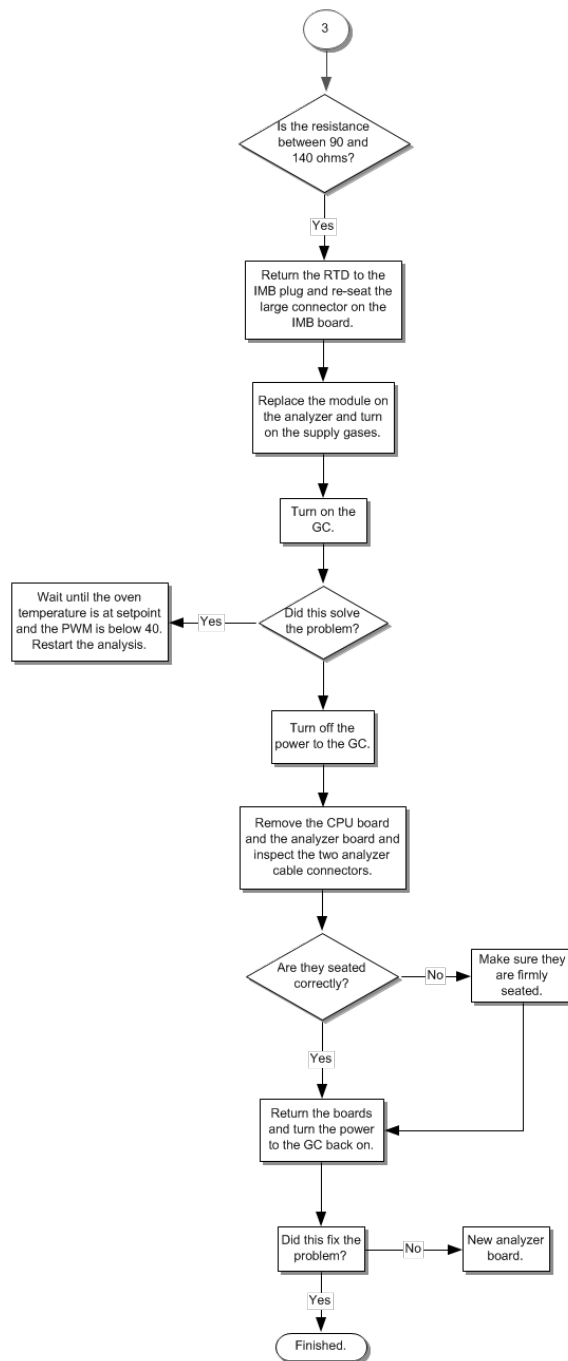 3
Is the resistance
between 90 and
140 ohms?
Yes
Return the RTD to the
IMB plug and re-seat the
large connector on the
IMB board.
Replace the module on
the analyzer and turn
on the supply gases.
Turn on the
GC.
Did this solve
the problem?
Yes
Wait until the oven
temperature is at setpoint
and the PWM is below 40.
Restart the analysis.
Turn off the
power to the GC.
Remove the CPU board
and the analyzer board and
inspect the two analyzer
cable connectors.
Are they seated
correctly?
No
Make sure they
are firmly
seated.
Yes
Return the boards
and turn the power
to the GC back on.
Did this fix the
problem?
No
New analyzer
board.
Yes
Finished.